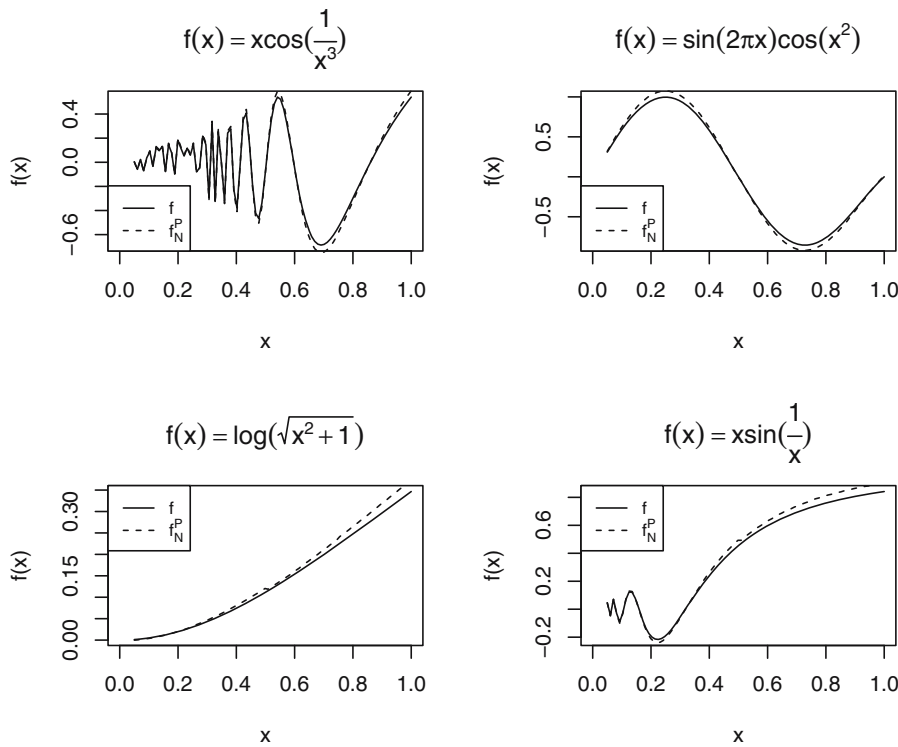 f(x) = xcos(1/x³)
f(x)
0.4
0.0
−0.6
f
f_N^P
0.0 0.2 0.4 0.6 0.8 1.0
x
f(x) = sin(2πx)cos(x²)
f(x)
0.5
−0.5
f
f_N^P
0.0 0.2 0.4 0.6 0.8 1.0
x
f(x) = log(√(x² + 1))
f(x)
0.30
0.15
0.00
f
f_N^P
0.0 0.2 0.4 0.6 0.8 1.0
x
f(x) = xsin(1/x)
f(x)
0.6
0.2
−0.2
f
f_N^P
0.0 0.2 0.4 0.6 0.8 1.0
x